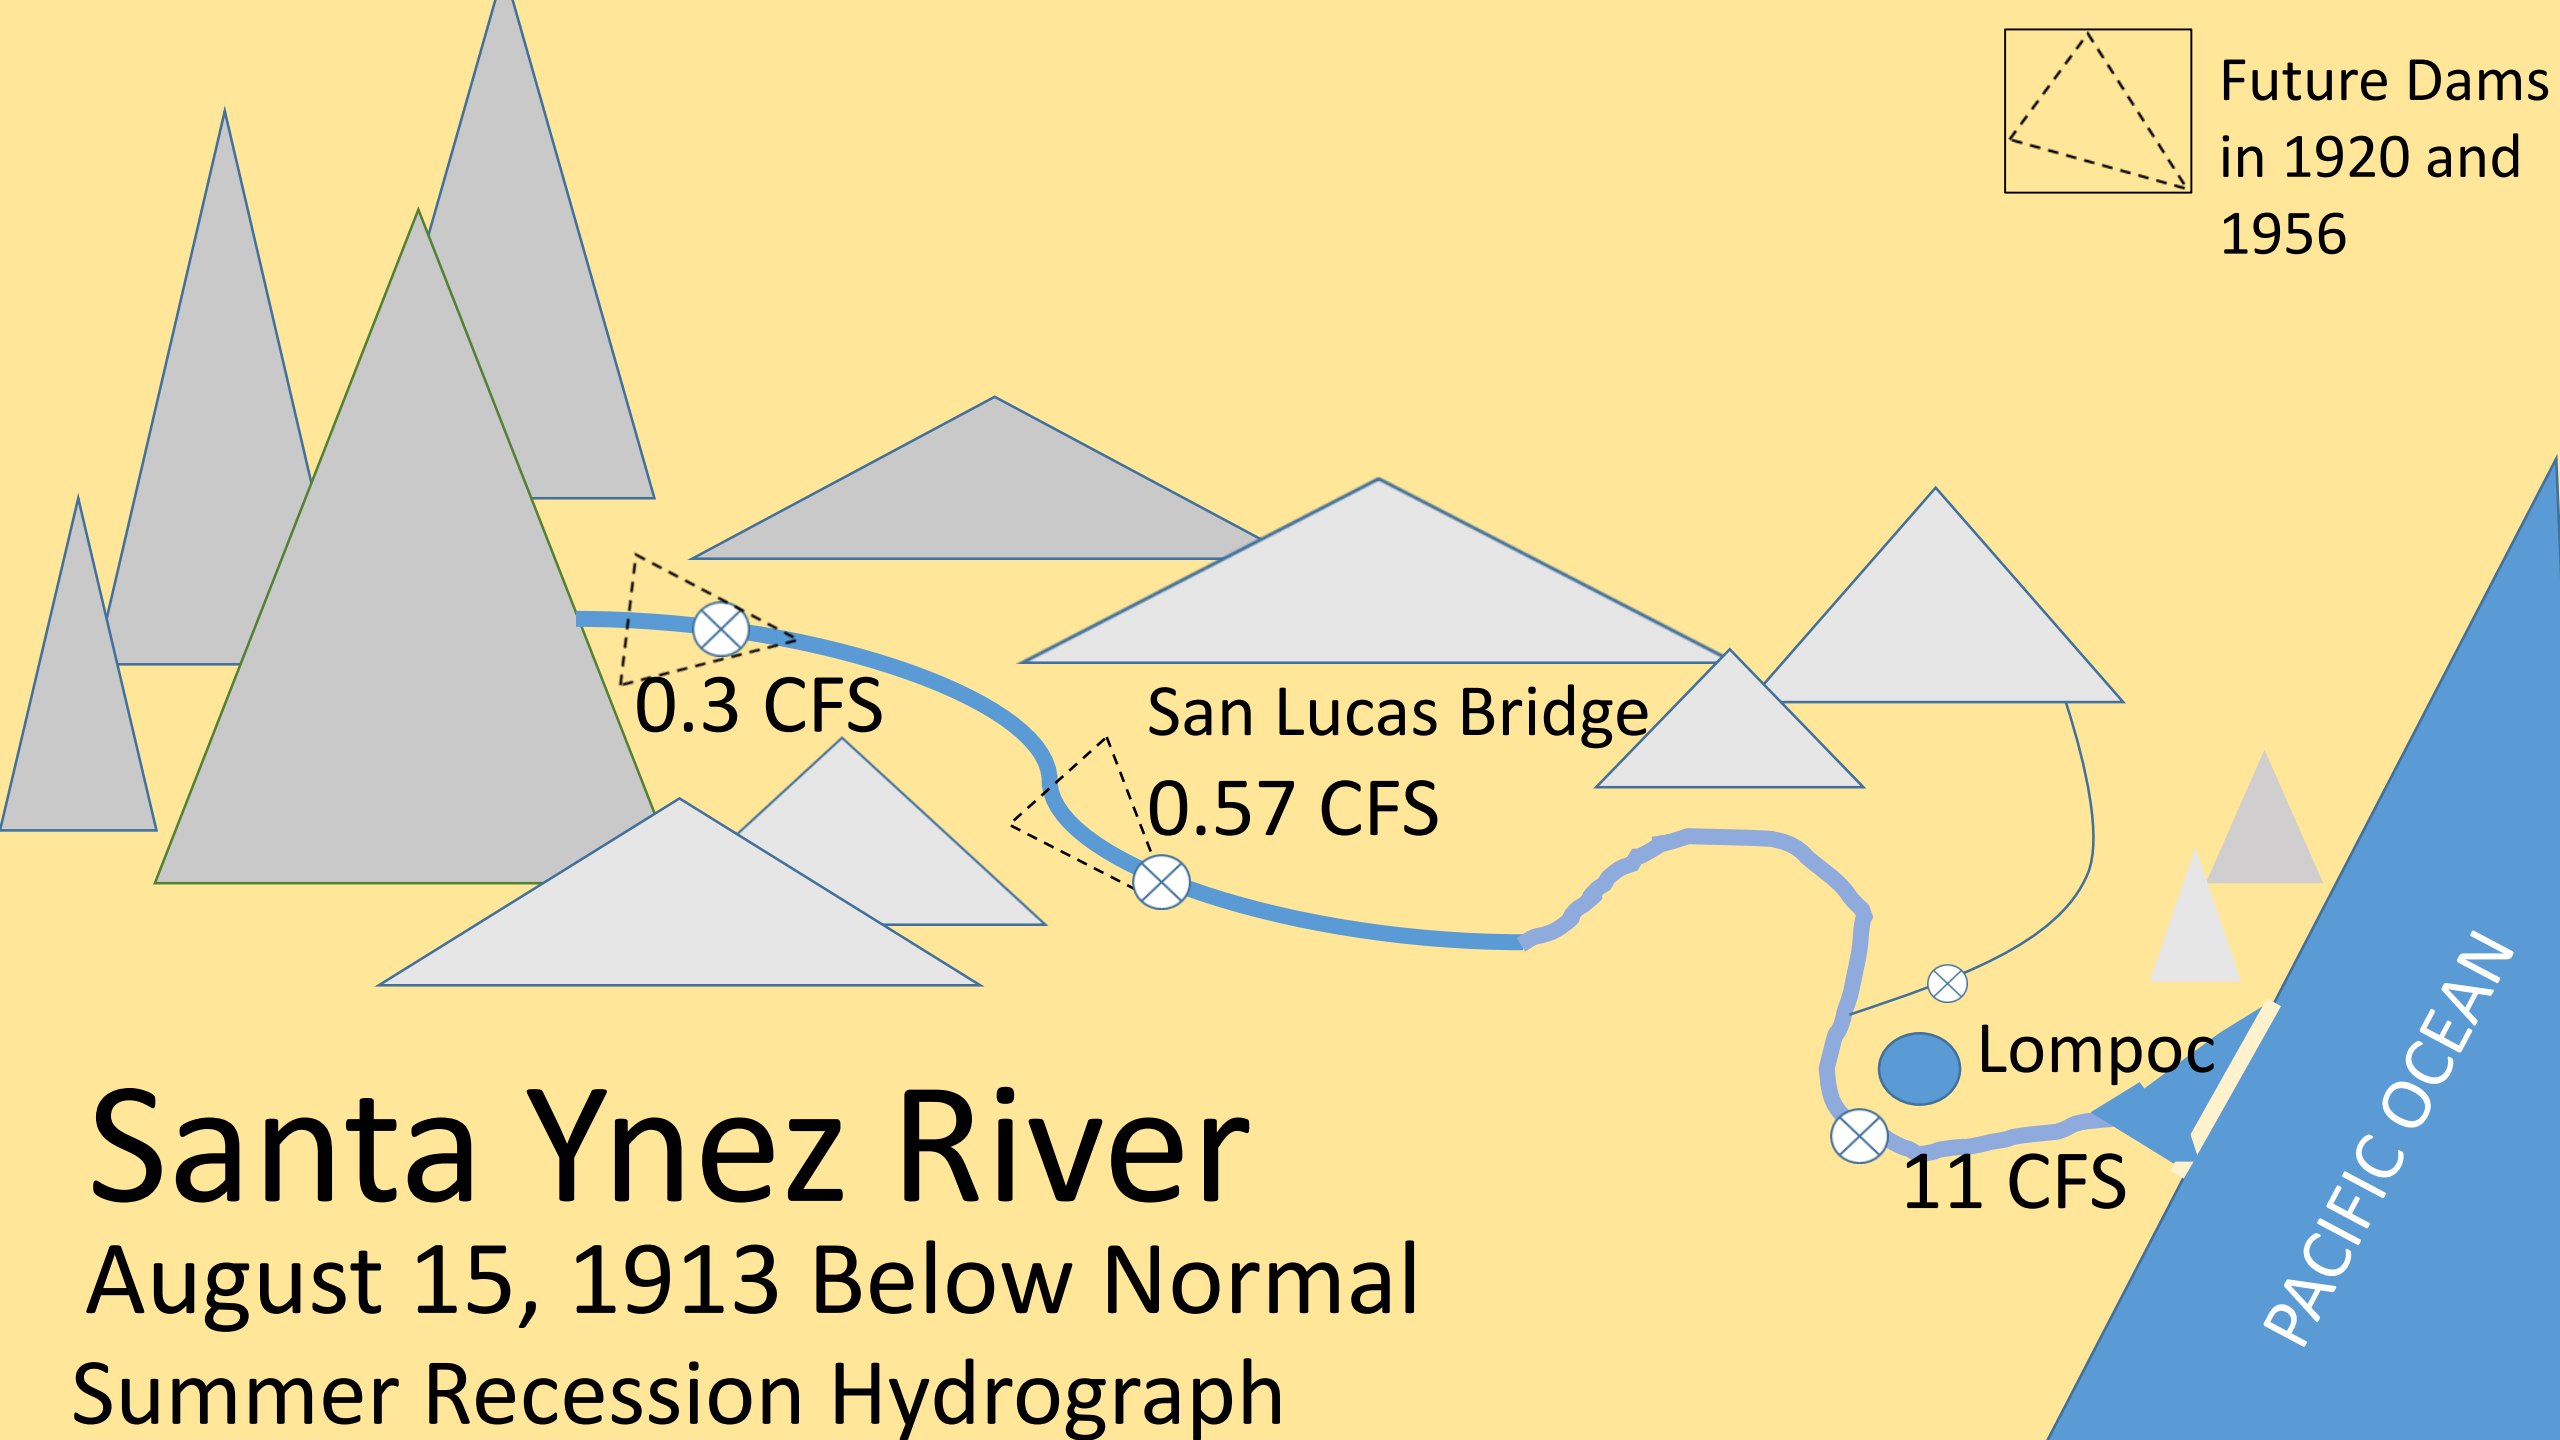 Future Dams
in 1920 and
1956
0.3 CFS
San Lucas Bridge
0.57 CFS
Lompoc
11 CFS
PACIFIC OCEAN
Santa Ynez River
August 15, 1913 Below Normal
Summer Recession Hydrograph